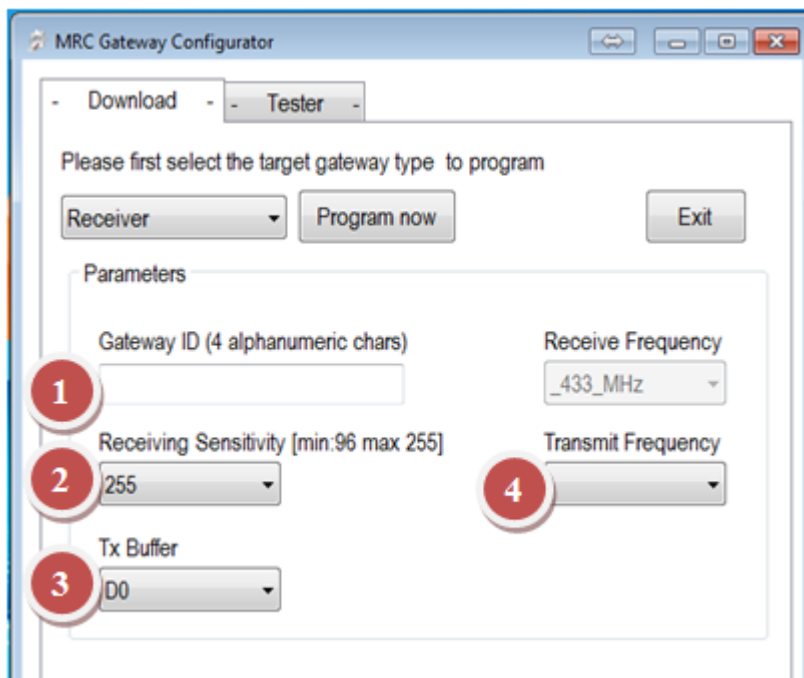 MRC Gateway Configurator
- Download - - Tester -
Please first select the target gateway type to program
Receiver Program now Exit
Parameters
Gateway ID (4 alphanumeric chars) Receive Frequency
1 _433_MHz
Receiving Sensitivity [min:96 max 255] Transmit Frequency
2 255 4
Tx Buffer
3 D0